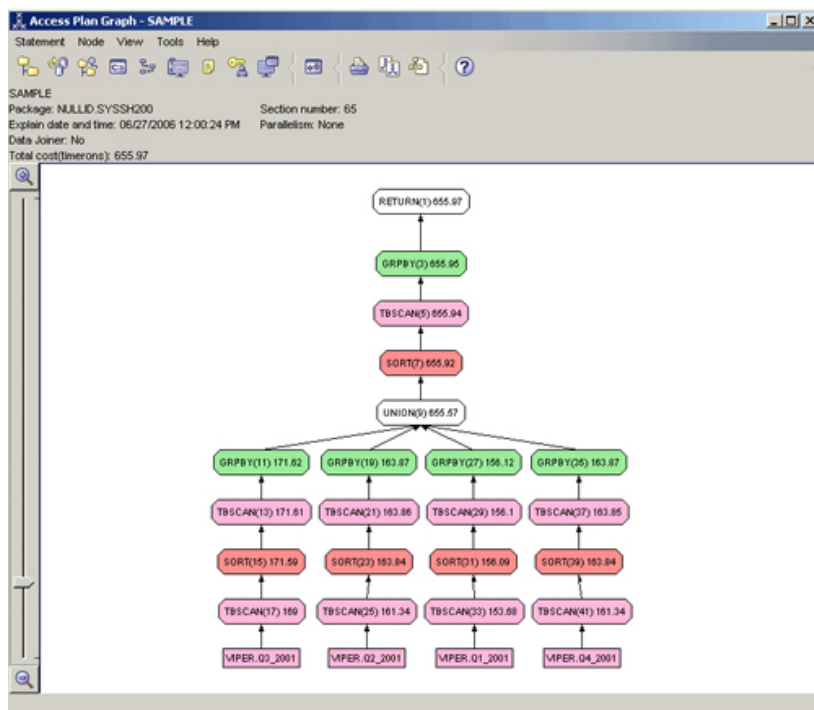 Access Plan Graph - SAMPLE
Statement Node View Tools Help
SAMPLE
Package: NULLID.SYSSH200 Section number: 65
Explain date and time: 06/27/2006 12:00:24 PM Parallelism: None
Data Joiner: No
Total cost(timerons): 655.97
RETURN(1) 655.97
GRPBY(3) 655.95
TBSCAN(5) 655.94
SORT(7) 655.92
UNION(9) 655.57
GRPBY(11) 171.62 GRPBY(19) 163.87 GRPBY(27) 156.12 GRPBY(35) 163.87
TBSCAN(13) 171.61 TBSCAN(21) 163.86 TBSCAN(29) 156.1 TBSCAN(37) 163.85
SORT(15) 171.59 SORT(23) 163.84 SORT(31) 156.09 SORT(39) 163.84
TBSCAN(17) 169 TBSCAN(25) 161.34 TBSCAN(33) 153.68 TBSCAN(41) 161.34
VIPER.Q3_2001 VIPER.Q2_2001 VIPER.Q1_2001 VIPER.Q4_2001